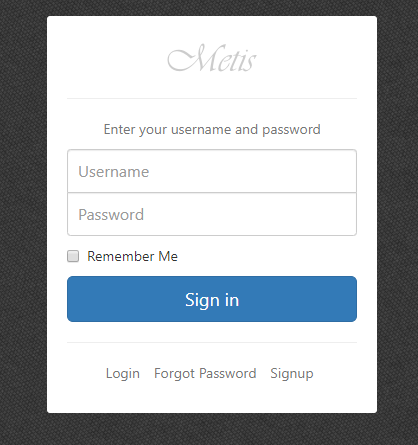 Metis
Enter your username and password
Username
Password
Remember Me
Sign in
Login Forgot Password Signup